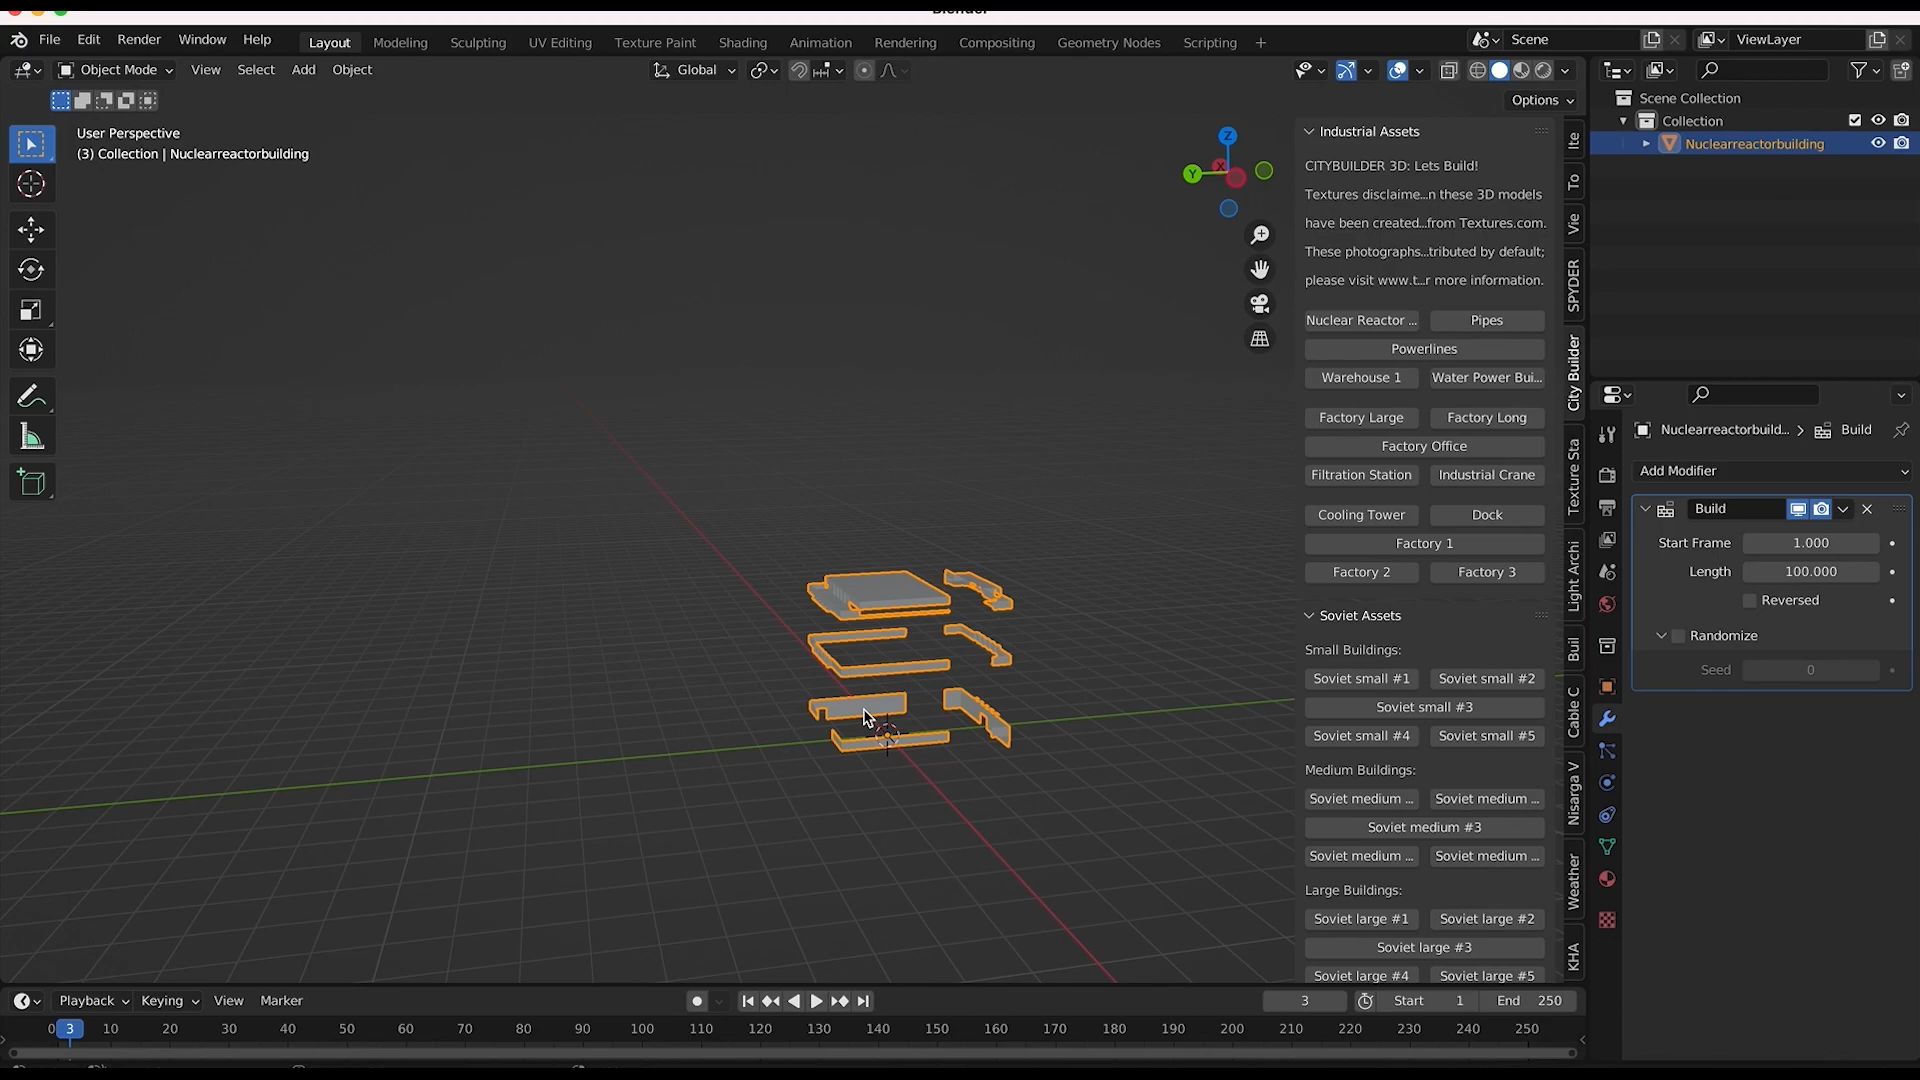 Blender
File Edit Render Window Help Layout Modeling Sculpting UV Editing Texture Paint Shading Animation Rendering Compositing Geometry Nodes Scripting + Scene ViewLayer
Object Mode View Select Add Object Global
Options
User Perspective
(3) Collection | Nuclearreactorbuilding
Z
Y
X
Industrial Assets
CITYBUILDER 3D: Lets Build!
Textures disclaime...n these 3D models
have been created...from Textures.com.
These photographs...tributed by default;
please visit www.t...r more information.
Nuclear Reactor ... Pipes
Powerlines
Warehouse 1 Water Power Bui...
Factory Large Factory Long
Factory Office
Filtration Station Industrial Crane
Cooling Tower Dock
Factory 1
Factory 2 Factory 3
Soviet Assets
Small Buildings:
Soviet small #1 Soviet small #2
Soviet small #3
Soviet small #4 Soviet small #5
Medium Buildings:
Soviet medium ... Soviet medium ...
Soviet medium #3
Soviet medium ... Soviet medium ...
Large Buildings:
Soviet large #1 Soviet large #2
Soviet large #3
Soviet large #4 Soviet large #5
Ite
To
Vie
SPYDER
City Builder
Texture Sta
Light Archi
Buil
Cable C
Nisarga V
Weather
KHA
Scene Collection
Collection
Nuclearreactorbuilding
Nuclearreactorbuild... > Build
Add Modifier
Build
Start Frame 1.000
Length 100.000
Reversed
Randomize
Seed 0
Playback Keying View Marker 3 Start 1 End 250
0 3 10 20 30 40 50 60 70 80 90 100 110 120 130 140 150 160 170 180 190 200 210 220 230 240 250